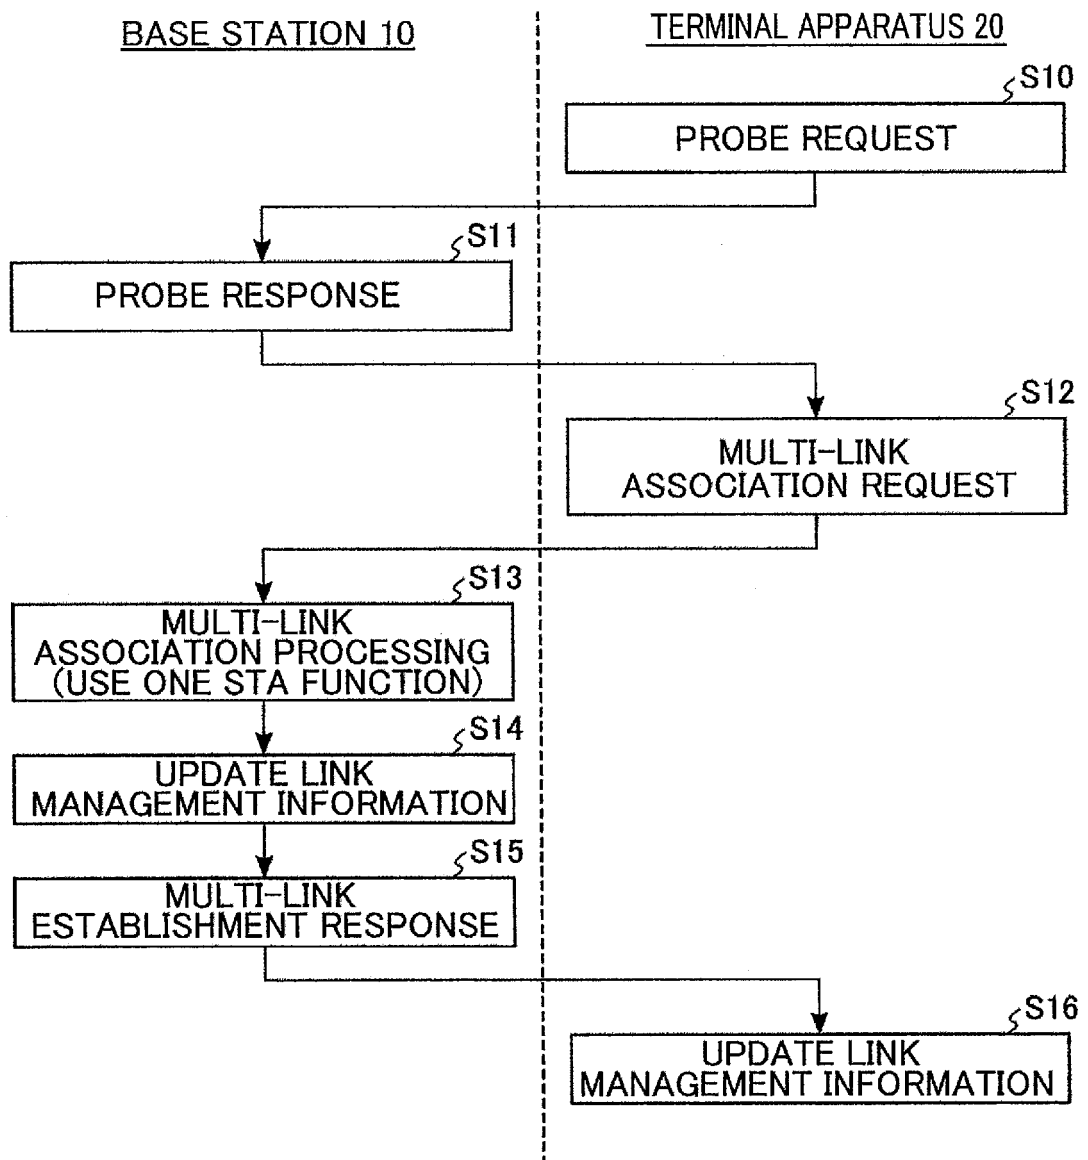 BASE STATION 10
TERMINAL APPARATUS 20
S10
PROBE REQUEST
S11
PROBE RESPONSE
S12
MULTI-LINK
ASSOCIATION REQUEST
S13
MULTI-LINK
ASSOCIATION PROCESSING
(USE ONE STA FUNCTION)
S14
UPDATE LINK
MANAGEMENT INFORMATION
S15
MULTI-LINK
ESTABLISHMENT RESPONSE
S16
UPDATE LINK
MANAGEMENT INFORMATION